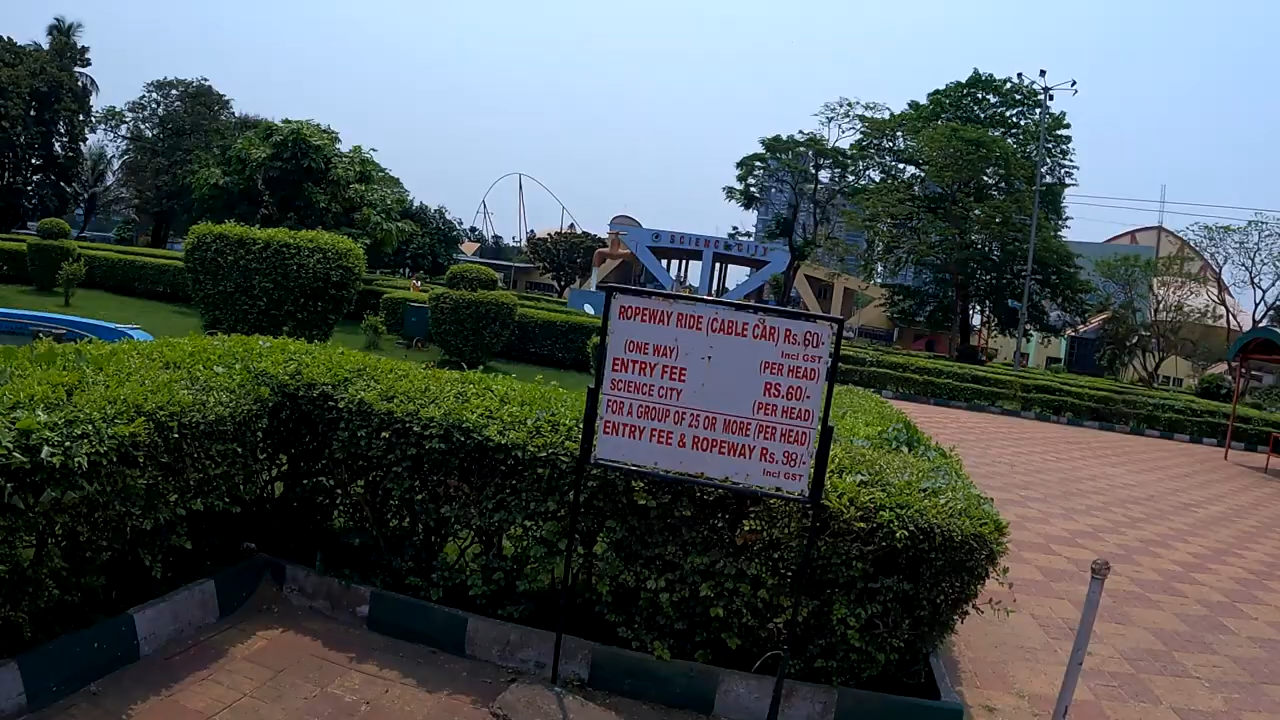 SCIENCE CITY
ROPEWAY RIDE (CABLE CAR) Rs. 60/-
Incl GST
(ONE WAY) (PER HEAD)
ENTRY FEE RS.60/-
SCIENCE CITY (PER HEAD)
FOR A GROUP OF 25 OR MORE (PER HEAD)
ENTRY FEE & ROPEWAY Rs. 98/-
Incl GST